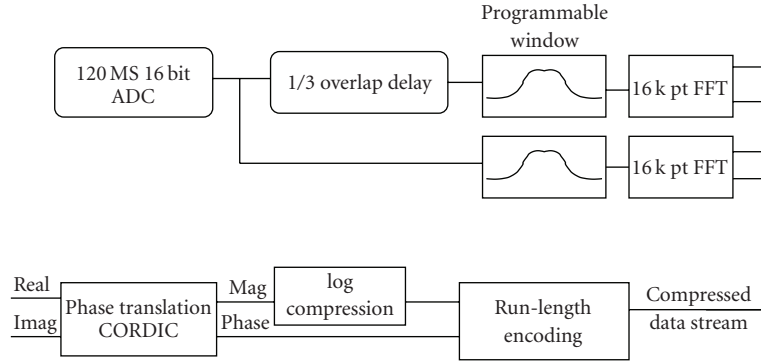 Programmable
window
120 MS 16 bit
ADC
1/3 overlap delay
16 k pt FFT
16 k pt FFT
Real
Imag
Phase translation
CORDIC
Mag
Phase
log
compression
Run-length
encoding
Compressed
data stream